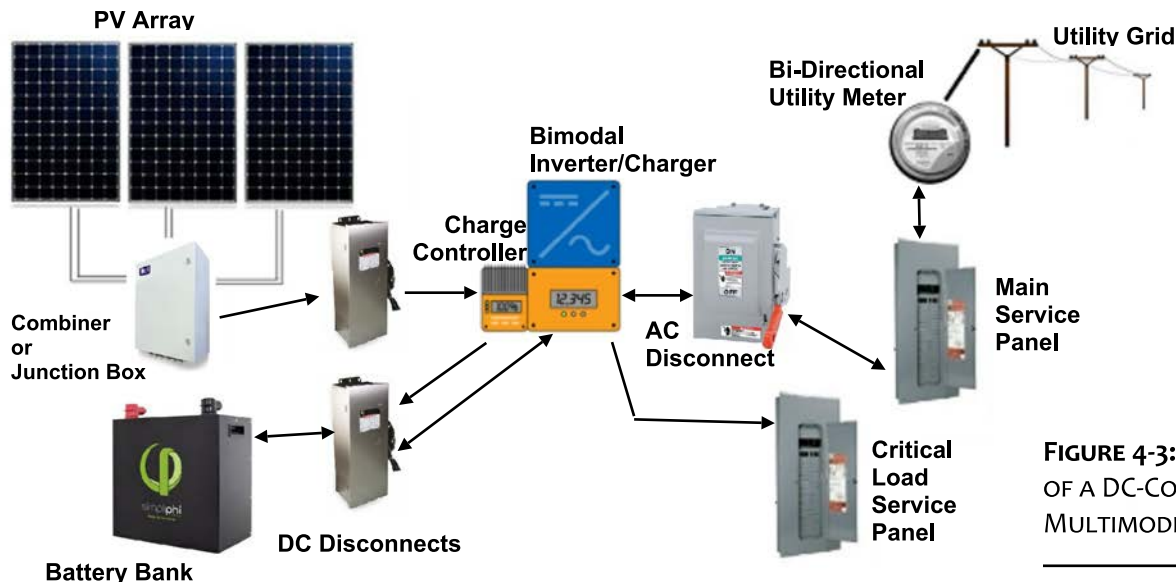 PV Array
Utility Grid
Bi-Directional
Utility Meter
Bimodal
Inverter/Charger
Charge
Controller
12.345
ON
OFF
Main
Service
Panel
Combiner
or
Junction Box
AC
Disconnect
simpliphi
Critical
Load
Service
Panel
DC Disconnects
Battery Bank
FIGURE 4-3:
OF A DC-CO
MULTIMOD